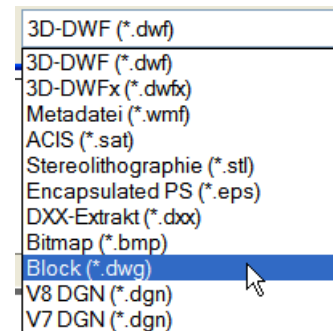 3D-DWF (*.dwf)
3D-DWF (*.dwf)
3D-DWFx (*.dwfx)
Metadatei (*.wmf)
ACIS (*.sat)
Stereolithographie (*.stl)
Encapsulated PS (*.eps)
DXX-Extrakt (*.dxx)
Bitmap (*.bmp)
Block (*.dwg)
V8 DGN (*.dgn)
V7 DGN (*.dgn)